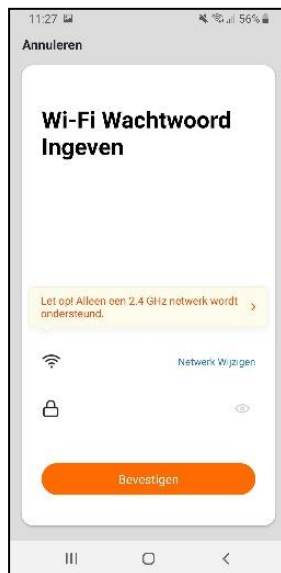 11:27 56%
Annuleren
Wi-Fi Wachtwoord
Ingeven
Let op! Alleen een 2.4 GHz netwerk wordt
ondersteund.
Netwerk Wijzigen
Bevestigen